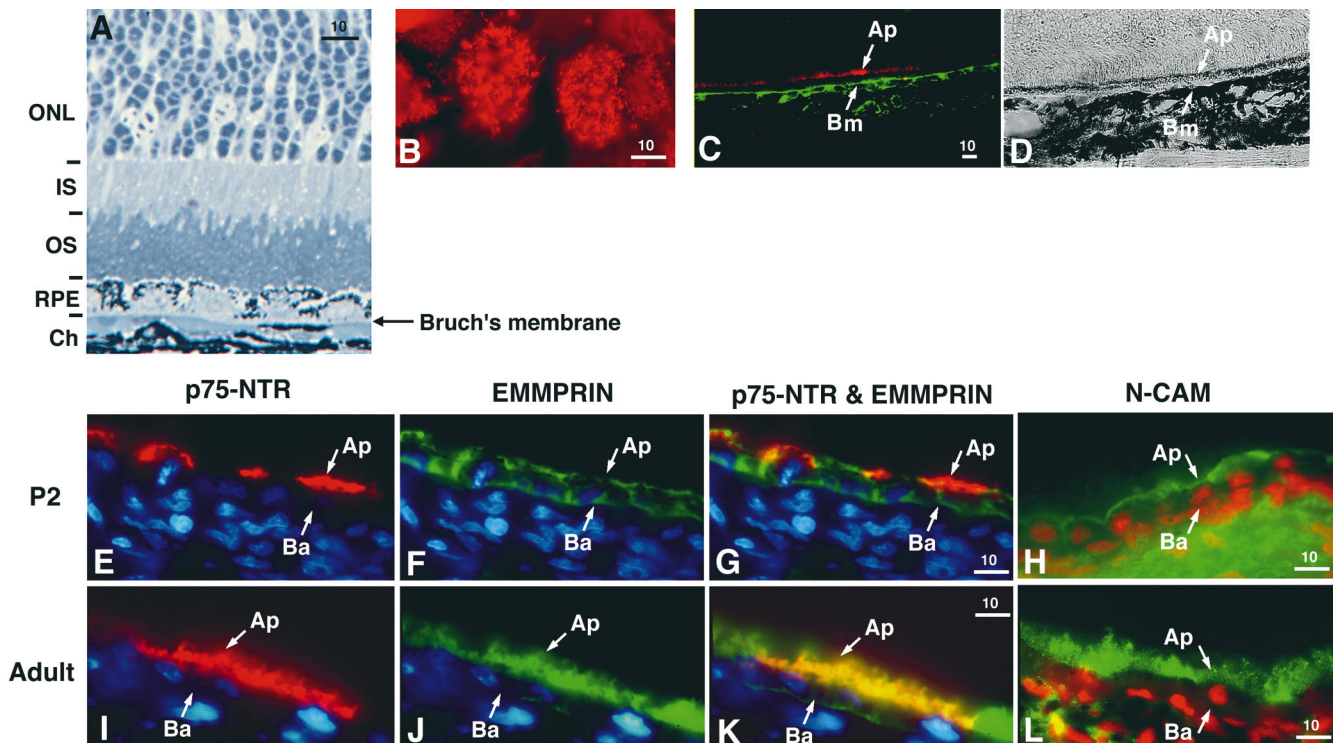 A
10
ONL
IS
OS
RPE
Ch
Bruch's membrane
B
10
Ap
Bm
C
10
Ap
Bm
D
p75-NTR
EMMPRIN
p75-NTR & EMMPRIN
N-CAM
P2
Ap
Ba
E
Ap
Ba
F
Ap
Ba
G
10
Ap
Ba
H
10
Adult
Ap
Ba
I
Ap
Ba
J
10
Ap
Ba
K
Ap
Ba
L
10